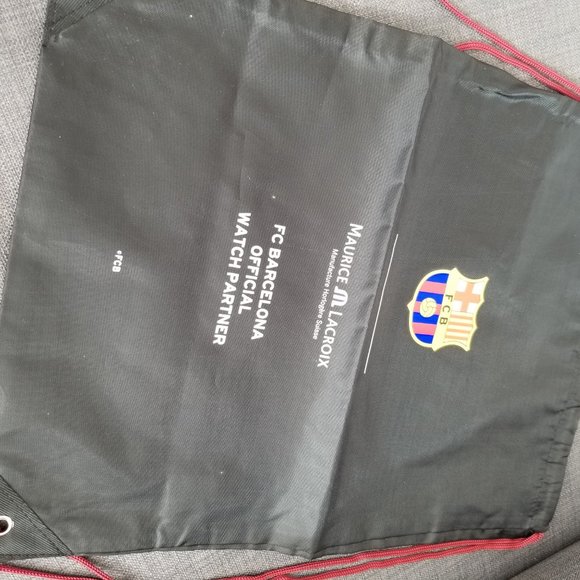 FCB
MAURICE M LACROIX
Manufacture Horlogère Suisse
FC BARCELONA
OFFICIAL
WATCH PARTNER
®FCB